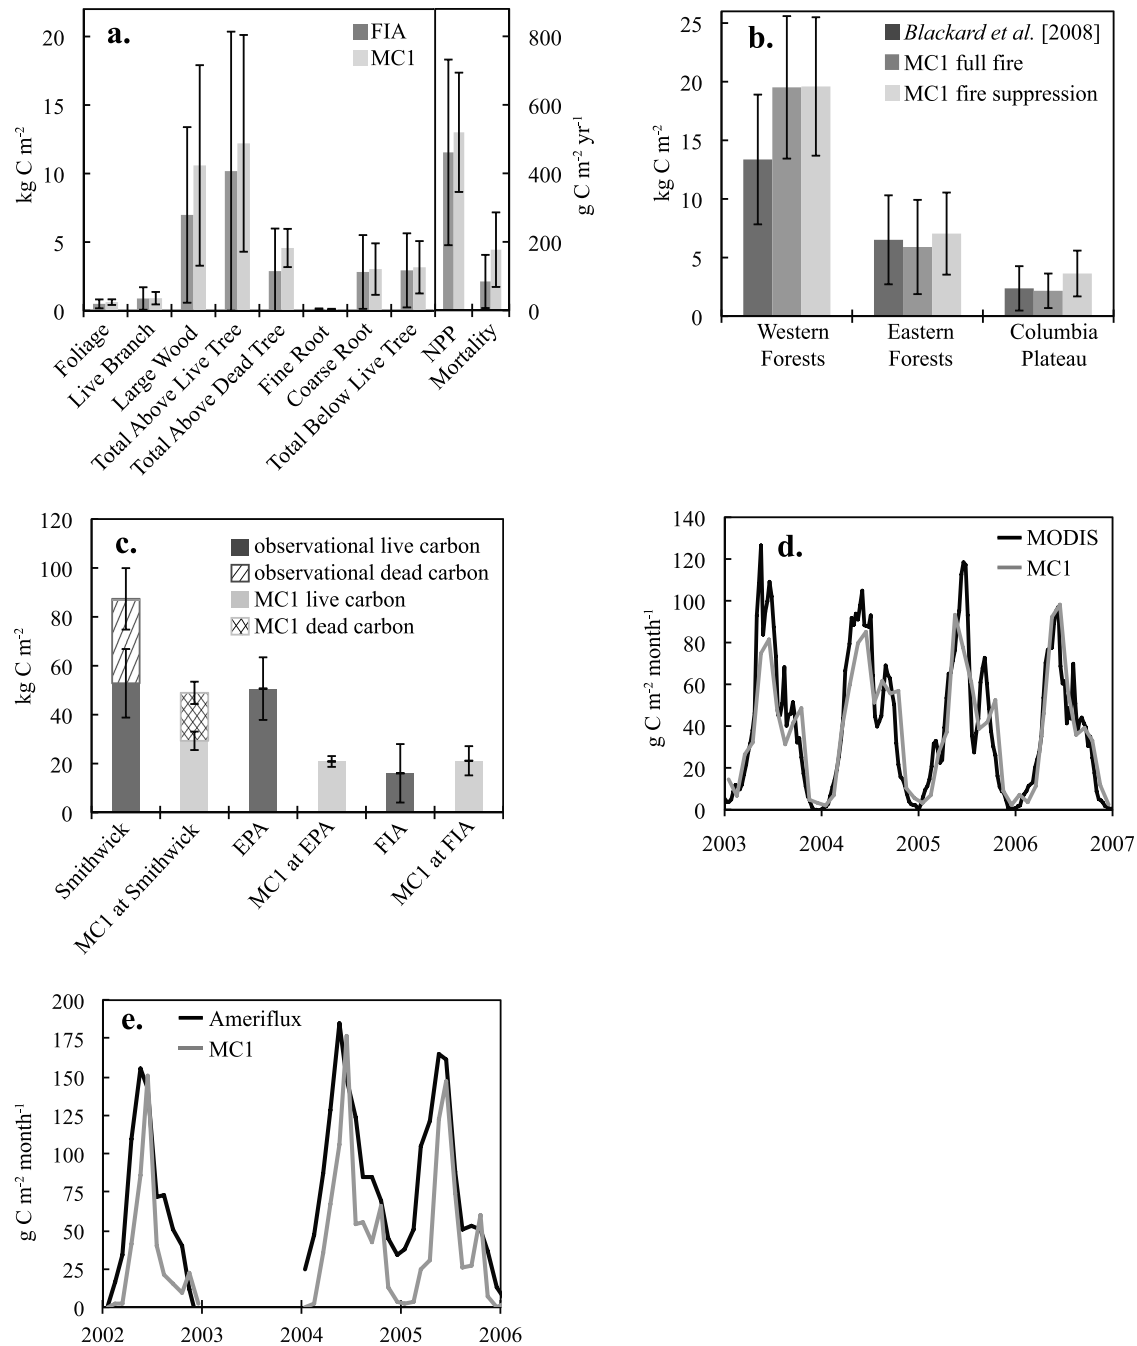 a.
FIA
MC1
20
15
10
5
0
kg C m-2
800
600
400
200
0
g C m-2 yr-1
Foliage
Live Branch
Large Wood
Total Above Live Tree
Total Above Dead Tree
Fine Root
Coarse Root
Total Below Live Tree
NPP
Mortality
b.
Blackard et al. [2008]
MC1 full fire
MC1 fire suppression
25
20
15
10
5
0
kg C m-2
Western
Forests
Eastern
Forests
Columbia
Plateau
c.
observational live carbon
observational dead carbon
MC1 live carbon
MC1 dead carbon
120
100
80
60
40
20
0
kg C m-2
Smithwick
MC1 at Smithwick
EPA
MC1 at EPA
FIA
MC1 at FIA
d.
MODIS
MC1
140
120
100
80
60
40
20
0
g C m-2 month-1
2003 2004 2005 2006 2007
e.
Ameriflux
MC1
200
175
150
125
100
75
50
25
0
g C m-2 month-1
2002 2003 2004 2005 2006